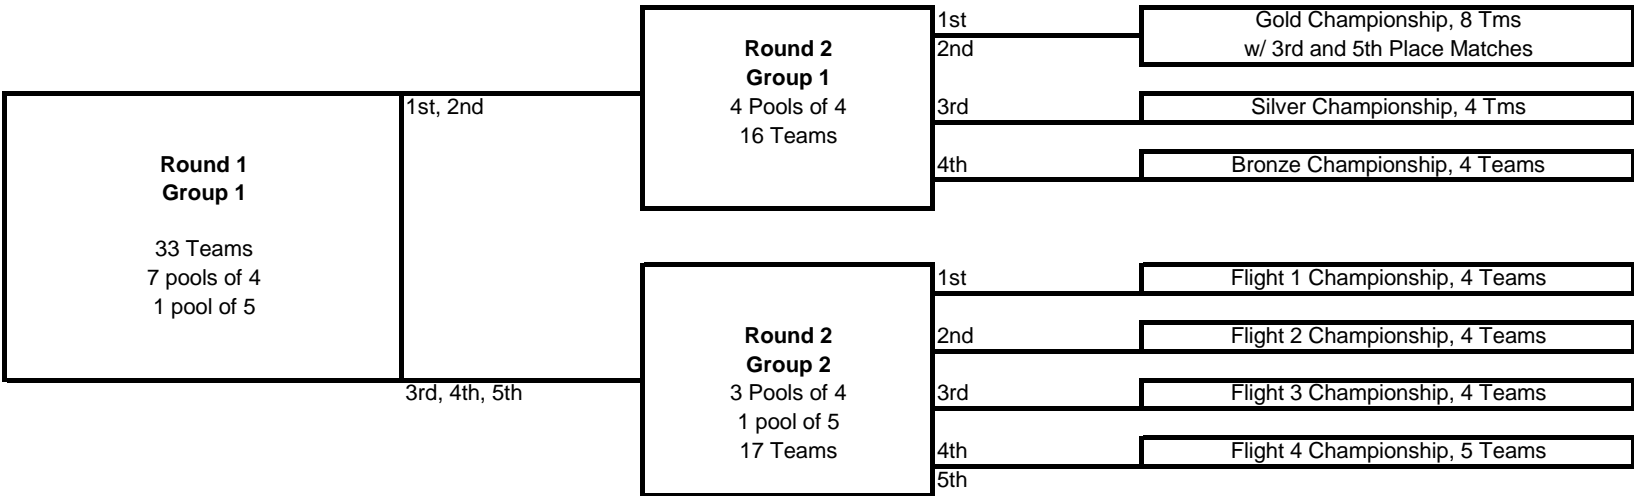 Round 1
Group 1
33 Teams
7 pools of 4
1 pool of 5
1st, 2nd
3rd, 4th, 5th
Round 2
Group 1
4 Pools of 4
16 Teams
1st
2nd
3rd
4th
Gold Championship, 8 Tms
w/ 3rd and 5th Place Matches
Silver Championship, 4 Tms
Bronze Championship, 4 Teams
Round 2
Group 2
3 Pools of 4
1 pool of 5
17 Teams
1st
2nd
3rd
4th
5th
Flight 1 Championship, 4 Teams
Flight 2 Championship, 4 Teams
Flight 3 Championship, 4 Teams
Flight 4 Championship, 5 Teams